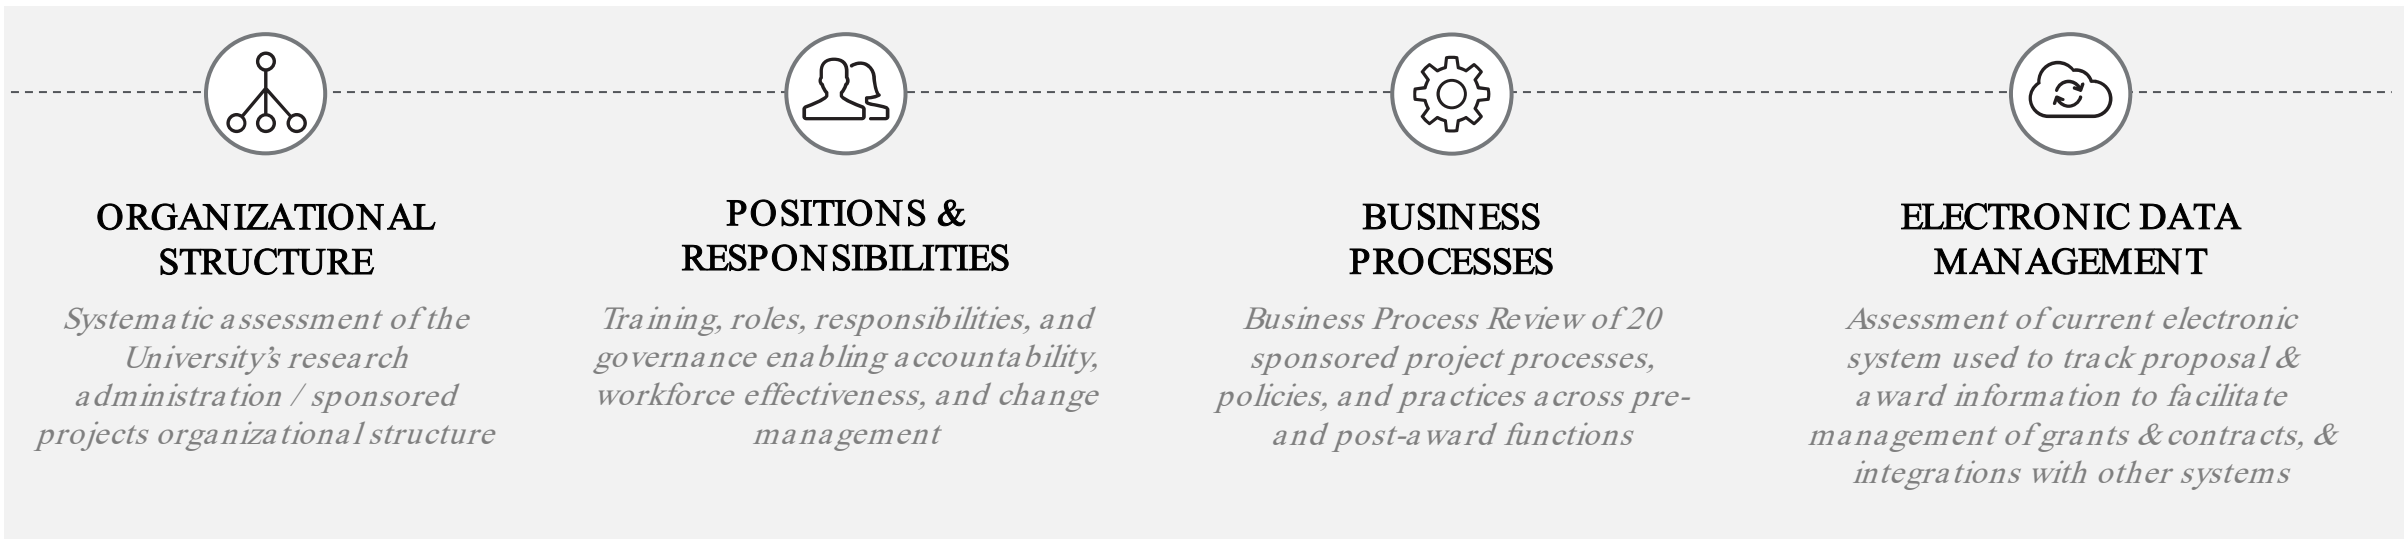 ORGANIZATIONAL
STRUCTURE
Systematic assessment of the
University's research
administration / sponsored
projects organizational structure
POSITIONS &
RESPONSIBILITIES
Training, roles, responsibilities, and
governance enabling accountability,
workforce effectiveness, and change
management
BUSINESS
PROCESSES
Business Process Review of 20
sponsored project processes,
policies, and practices across pre-
and post-award functions
ELECTRONIC DATA
MANAGEMENT
Assessment of current electronic
system used to track proposal &
award information to facilitate
management of grants & contracts, &
integrations with other systems